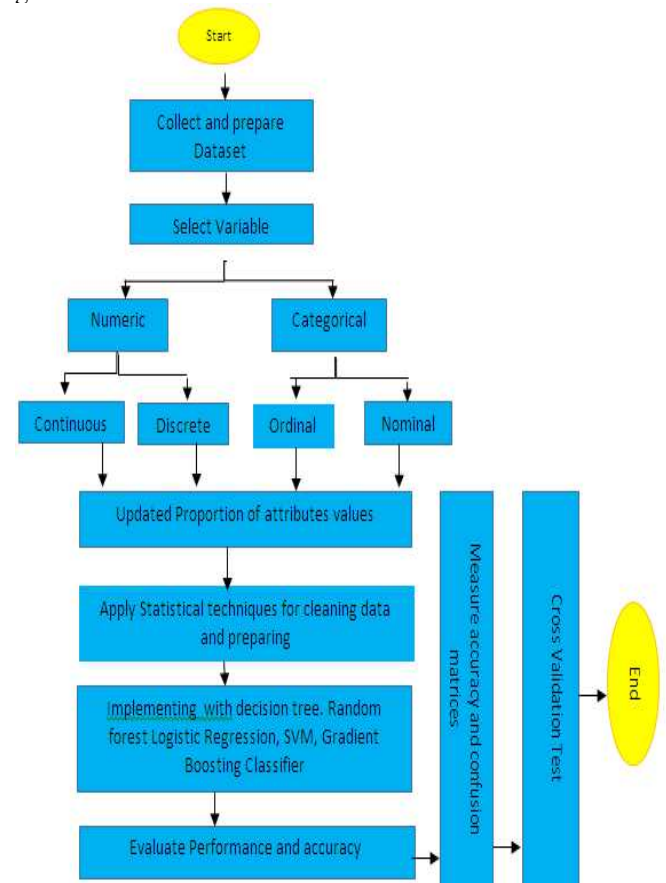 Start
Collect and prepare
Dataset
Select Variable
Numeric
Categorical
Continuous
Discrete
Ordinal
Nominal
Updated Proportion of attributes values
Apply Statistical techniques for cleaning data
and preparing
Implementing with decision tree. Random
forest Logistic Regression, SVM, Gradient
Boosting Classifier
Evaluate Performance and accuracy
Measure accuracy and confusion
matrices
Cross Validation Test
End